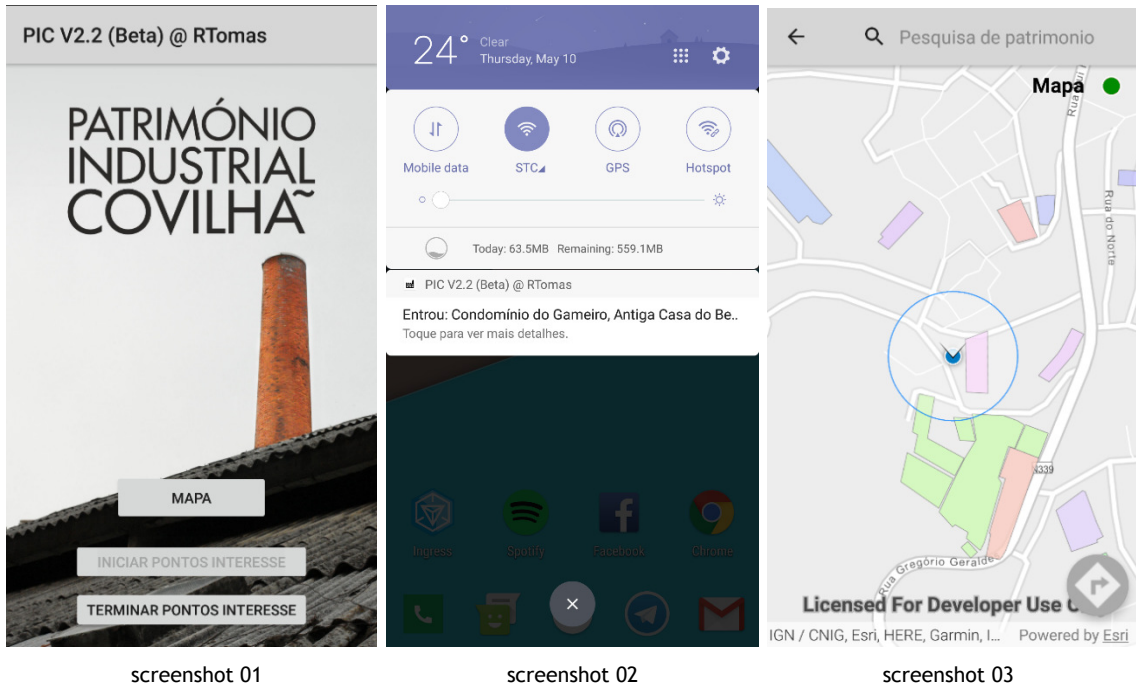 PIC V2.2 (Beta) @ RTomas
PATRIMÓNIO
INDUSTRIAL
COVILHÃ
MAPA
INICIAR PONTOS INTERESSE
TERMINAR PONTOS INTERESSE
screenshot 01
24° Clear
Thursday, May 10
Mobile data STC GPS Hotspot
Today: 63.5MB Remaining: 559.1MB
PIC V2.2 (Beta) @ RTomas
Entrou: Condomínio do Gameiro, Antiga Casa do Be..
Toque para ver mais detalhes.
Ingress Spotify Facebook Chrome
screenshot 02
Pesquisa de patrimonio
Mapa
Rua do Norte
N339
Rua Gregório Geralde
Licensed For Developer Use
IGN / CNIG, Esri, HERE, Garmin, I... Powered by Esri
screenshot 03